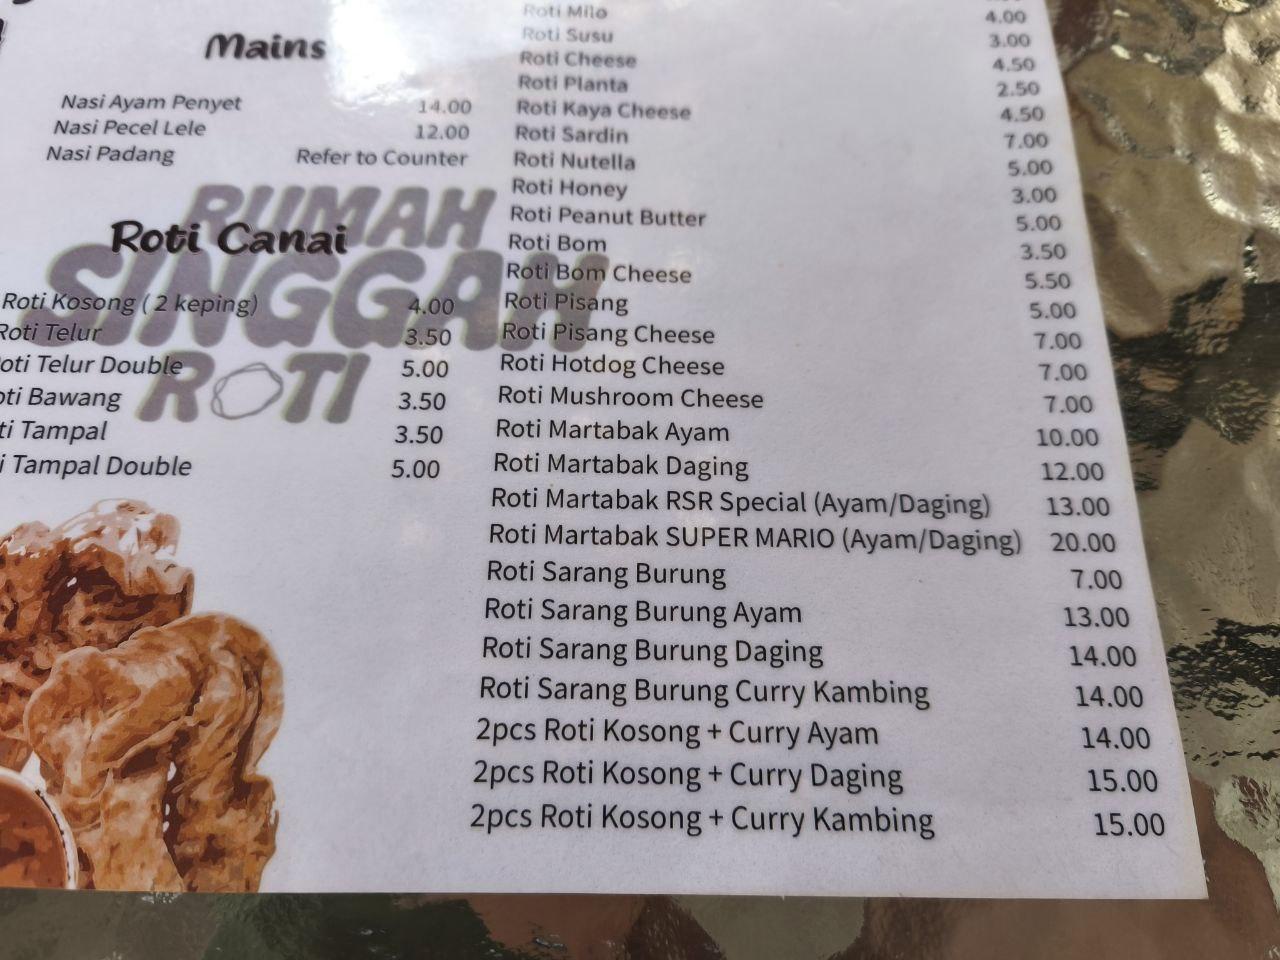 Mains
Nasi Ayam Penyet 14.00
Nasi Pecel Lele 12.00
Nasi Padang Refer to Counter
RUMAH
SINGGAH
ROTI
Roti Canai
Roti Kosong ( 2 keping) 4.00
Roti Telur 3.50
oti Telur Double 5.00
oti Bawang 3.50
ti Tampal 3.50
i Tampal Double 5.00
Roti Milo 4.00
Roti Susu 3.00
Roti Cheese 4.50
Roti Planta 2.50
Roti Kaya Cheese 4.50
Roti Sardin 7.00
Roti Nutella 5.00
Roti Honey 3.00
Roti Peanut Butter 5.00
Roti Bom 3.50
Roti Bom Cheese 5.50
Roti Pisang 5.00
Roti Pisang Cheese 7.00
Roti Hotdog Cheese 7.00
Roti Mushroom Cheese 7.00
Roti Martabak Ayam 10.00
Roti Martabak Daging 12.00
Roti Martabak RSR Special (Ayam/Daging) 13.00
Roti Martabak SUPER MARIO (Ayam/Daging) 20.00
Roti Sarang Burung 7.00
Roti Sarang Burung Ayam 13.00
Roti Sarang Burung Daging 14.00
Roti Sarang Burung Curry Kambing 14.00
2pcs Roti Kosong + Curry Ayam 14.00
2pcs Roti Kosong + Curry Daging 15.00
2pcs Roti Kosong + Curry Kambing 15.00